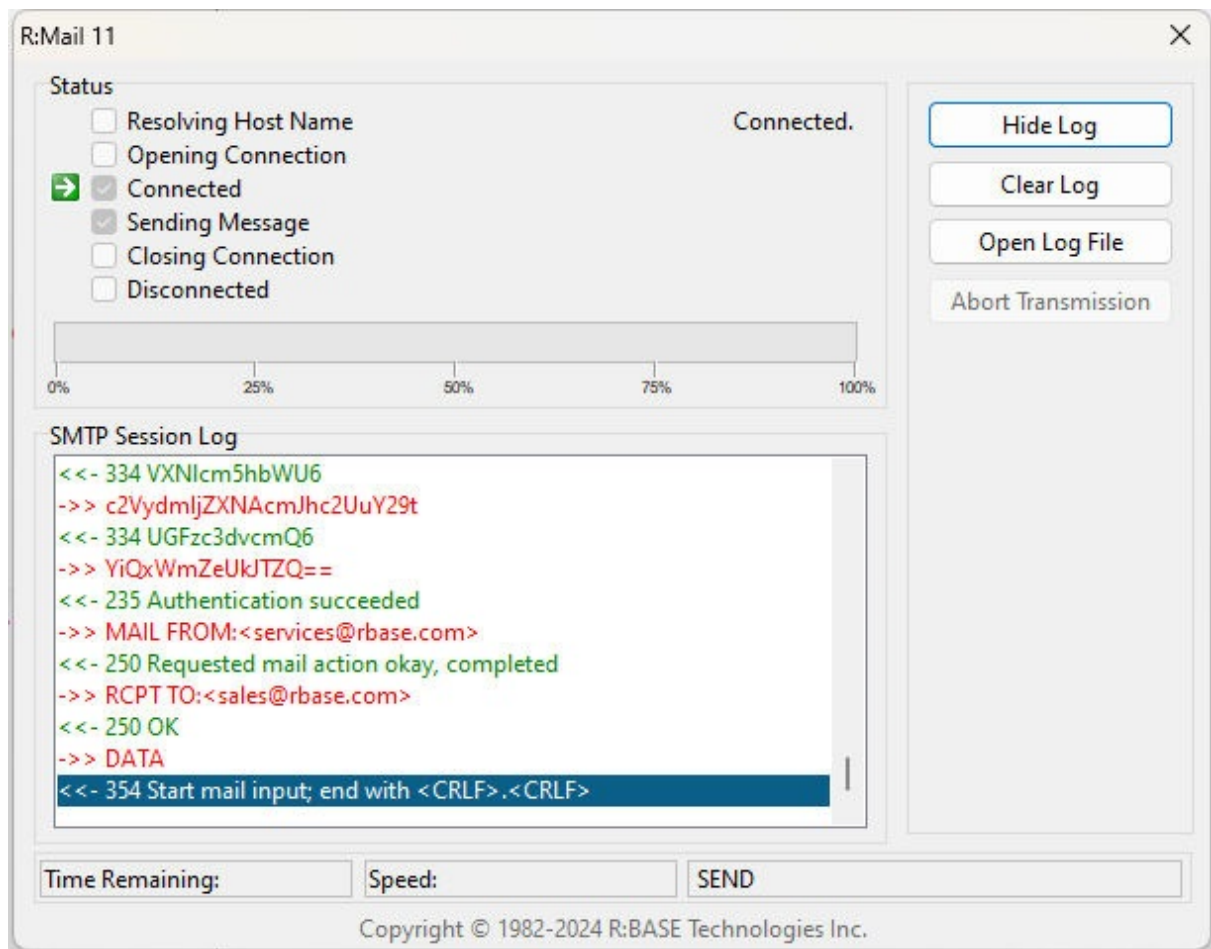 R:Mail 11
Status
Resolving Host Name
Connected.
Opening Connection
Connected
Sending Message
Closing Connection
Disconnected
0% 25% 50% 75% 100%
Hide Log
Clear Log
Open Log File
Abort Transmission
SMTP Session Log
<<- 334 VXNlcm5hbWU6
->> c2VydmljZXNAcmJhc2UuY29t
<<- 334 UGFzc3dvcmQ6
->> YiQxWmZeUkJTZQ==
<<- 235 Authentication succeeded
->> MAIL FROM:<services@rbase.com>
<<- 250 Requested mail action okay, completed
->> RCPT TO:<sales@rbase.com>
<<- 250 OK
->> DATA
<<- 354 Start mail input; end with <CRLF>.<CRLF>
Time Remaining:
Speed:
SEND
Copyright © 1982-2024 R:BASE Technologies Inc.